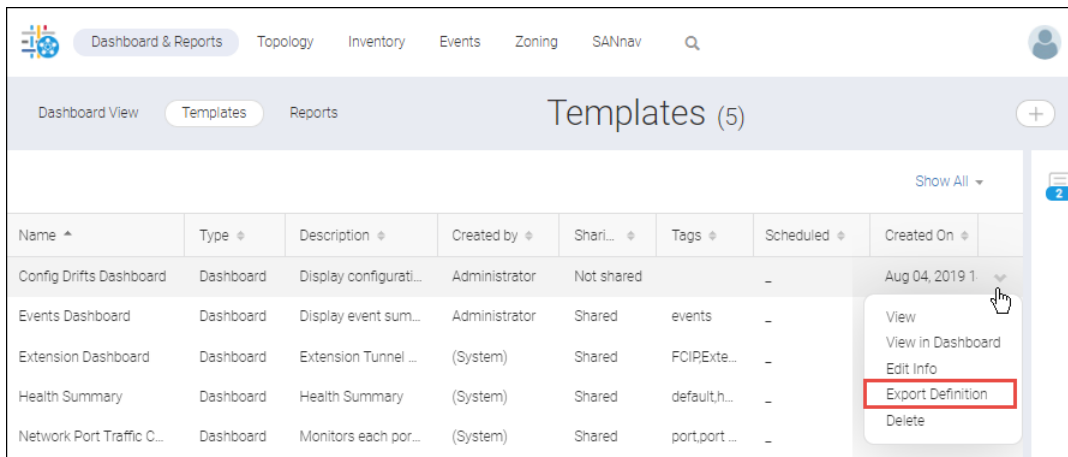 Dashboard & Reports Topology Inventory Events Zoning SANnav
Dashboard View Templates Reports Templates (5)
Show All
2
Name Type Description Created by Shari... Tags Scheduled Created On
Config Drifts Dashboard Dashboard Display configurati... Administrator Not shared _ Aug 04, 2019 1
Events Dashboard Dashboard Display event sum... Administrator Shared events _
View
View in Dashboard
Extension Dashboard Dashboard Extension Tunnel ... (System) Shared FCIP,Exte... _
Edit Info
Health Summary Dashboard Health Summary (System) Shared default,h... _
Export Definition
Delete
Network Port Traffic C... Dashboard Monitors each por... (System) Shared port,port ... _